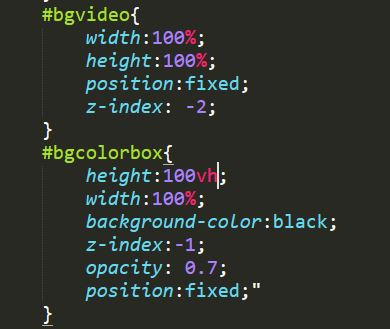 #bgvideo{
    width:100%;
    height:100%;
    position:fixed;
    z-index: -2;
}
#bgcolorbox{
    height:100vh;
    width:100%;
    background-color:black;
    z-index:-1;
    opacity: 0.7;
    position:fixed;"
}